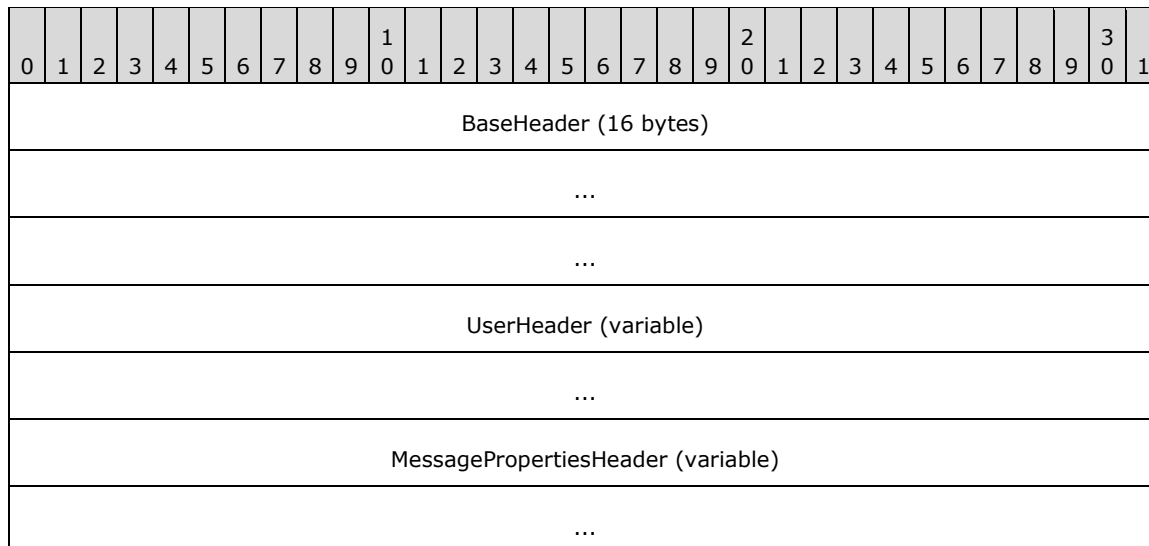 1 2 3
0 1 2 3 4 5 6 7 8 9 0 1 2 3 4 5 6 7 8 9 0 1 2 3 4 5 6 7 8 9 0 1
BaseHeader (16 bytes)
...
...
UserHeader (variable)
...
MessagePropertiesHeader (variable)
...